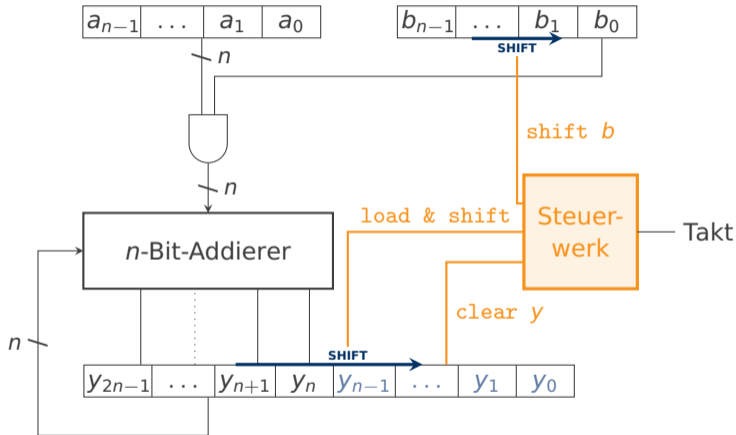 a_{n−1} ... a_1 a_0
b_{n−1} ... b_1 b_0
SHIFT
n
shift b
n
load & shift
Steuer-
werk
Takt
n-Bit-Addierer
clear y
n
SHIFT
y_{2n−1} ... y_{n+1} y_n y_{n−1} ... y_1 y_0